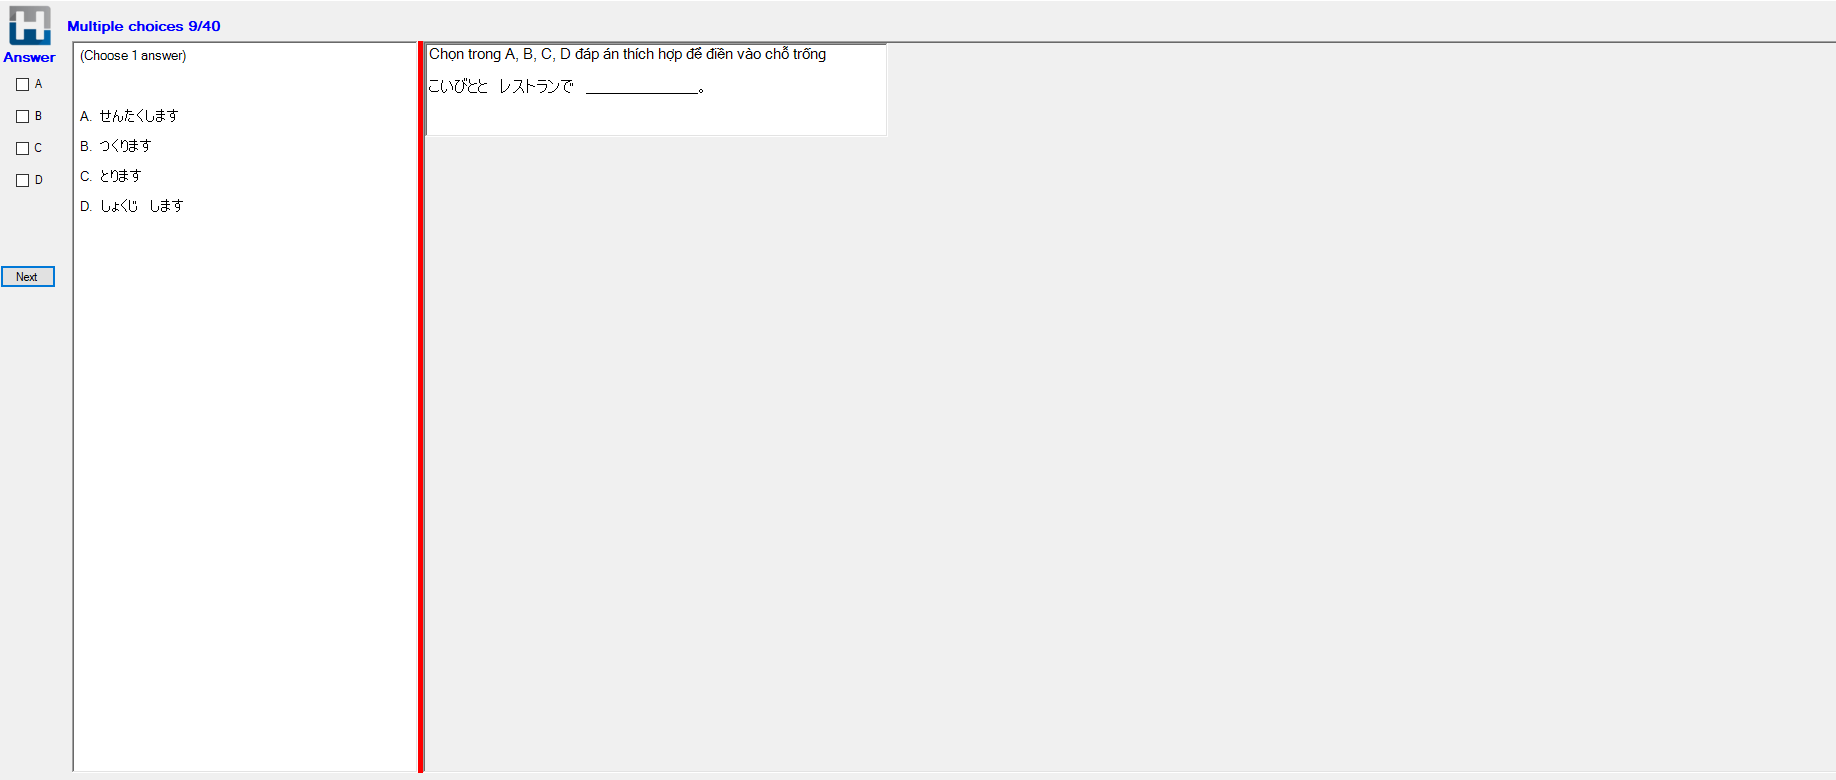 Multiple choices 9/40
Answer
A
B
C
D
Next
(Choose 1 answer)
A. せんたくします
B. つくります
C. とります
D. しょくじ　します
Chọn trong A, B, C, D đáp án thích hợp để điền vào chỗ trống
こいびとと　レストランで　______________。